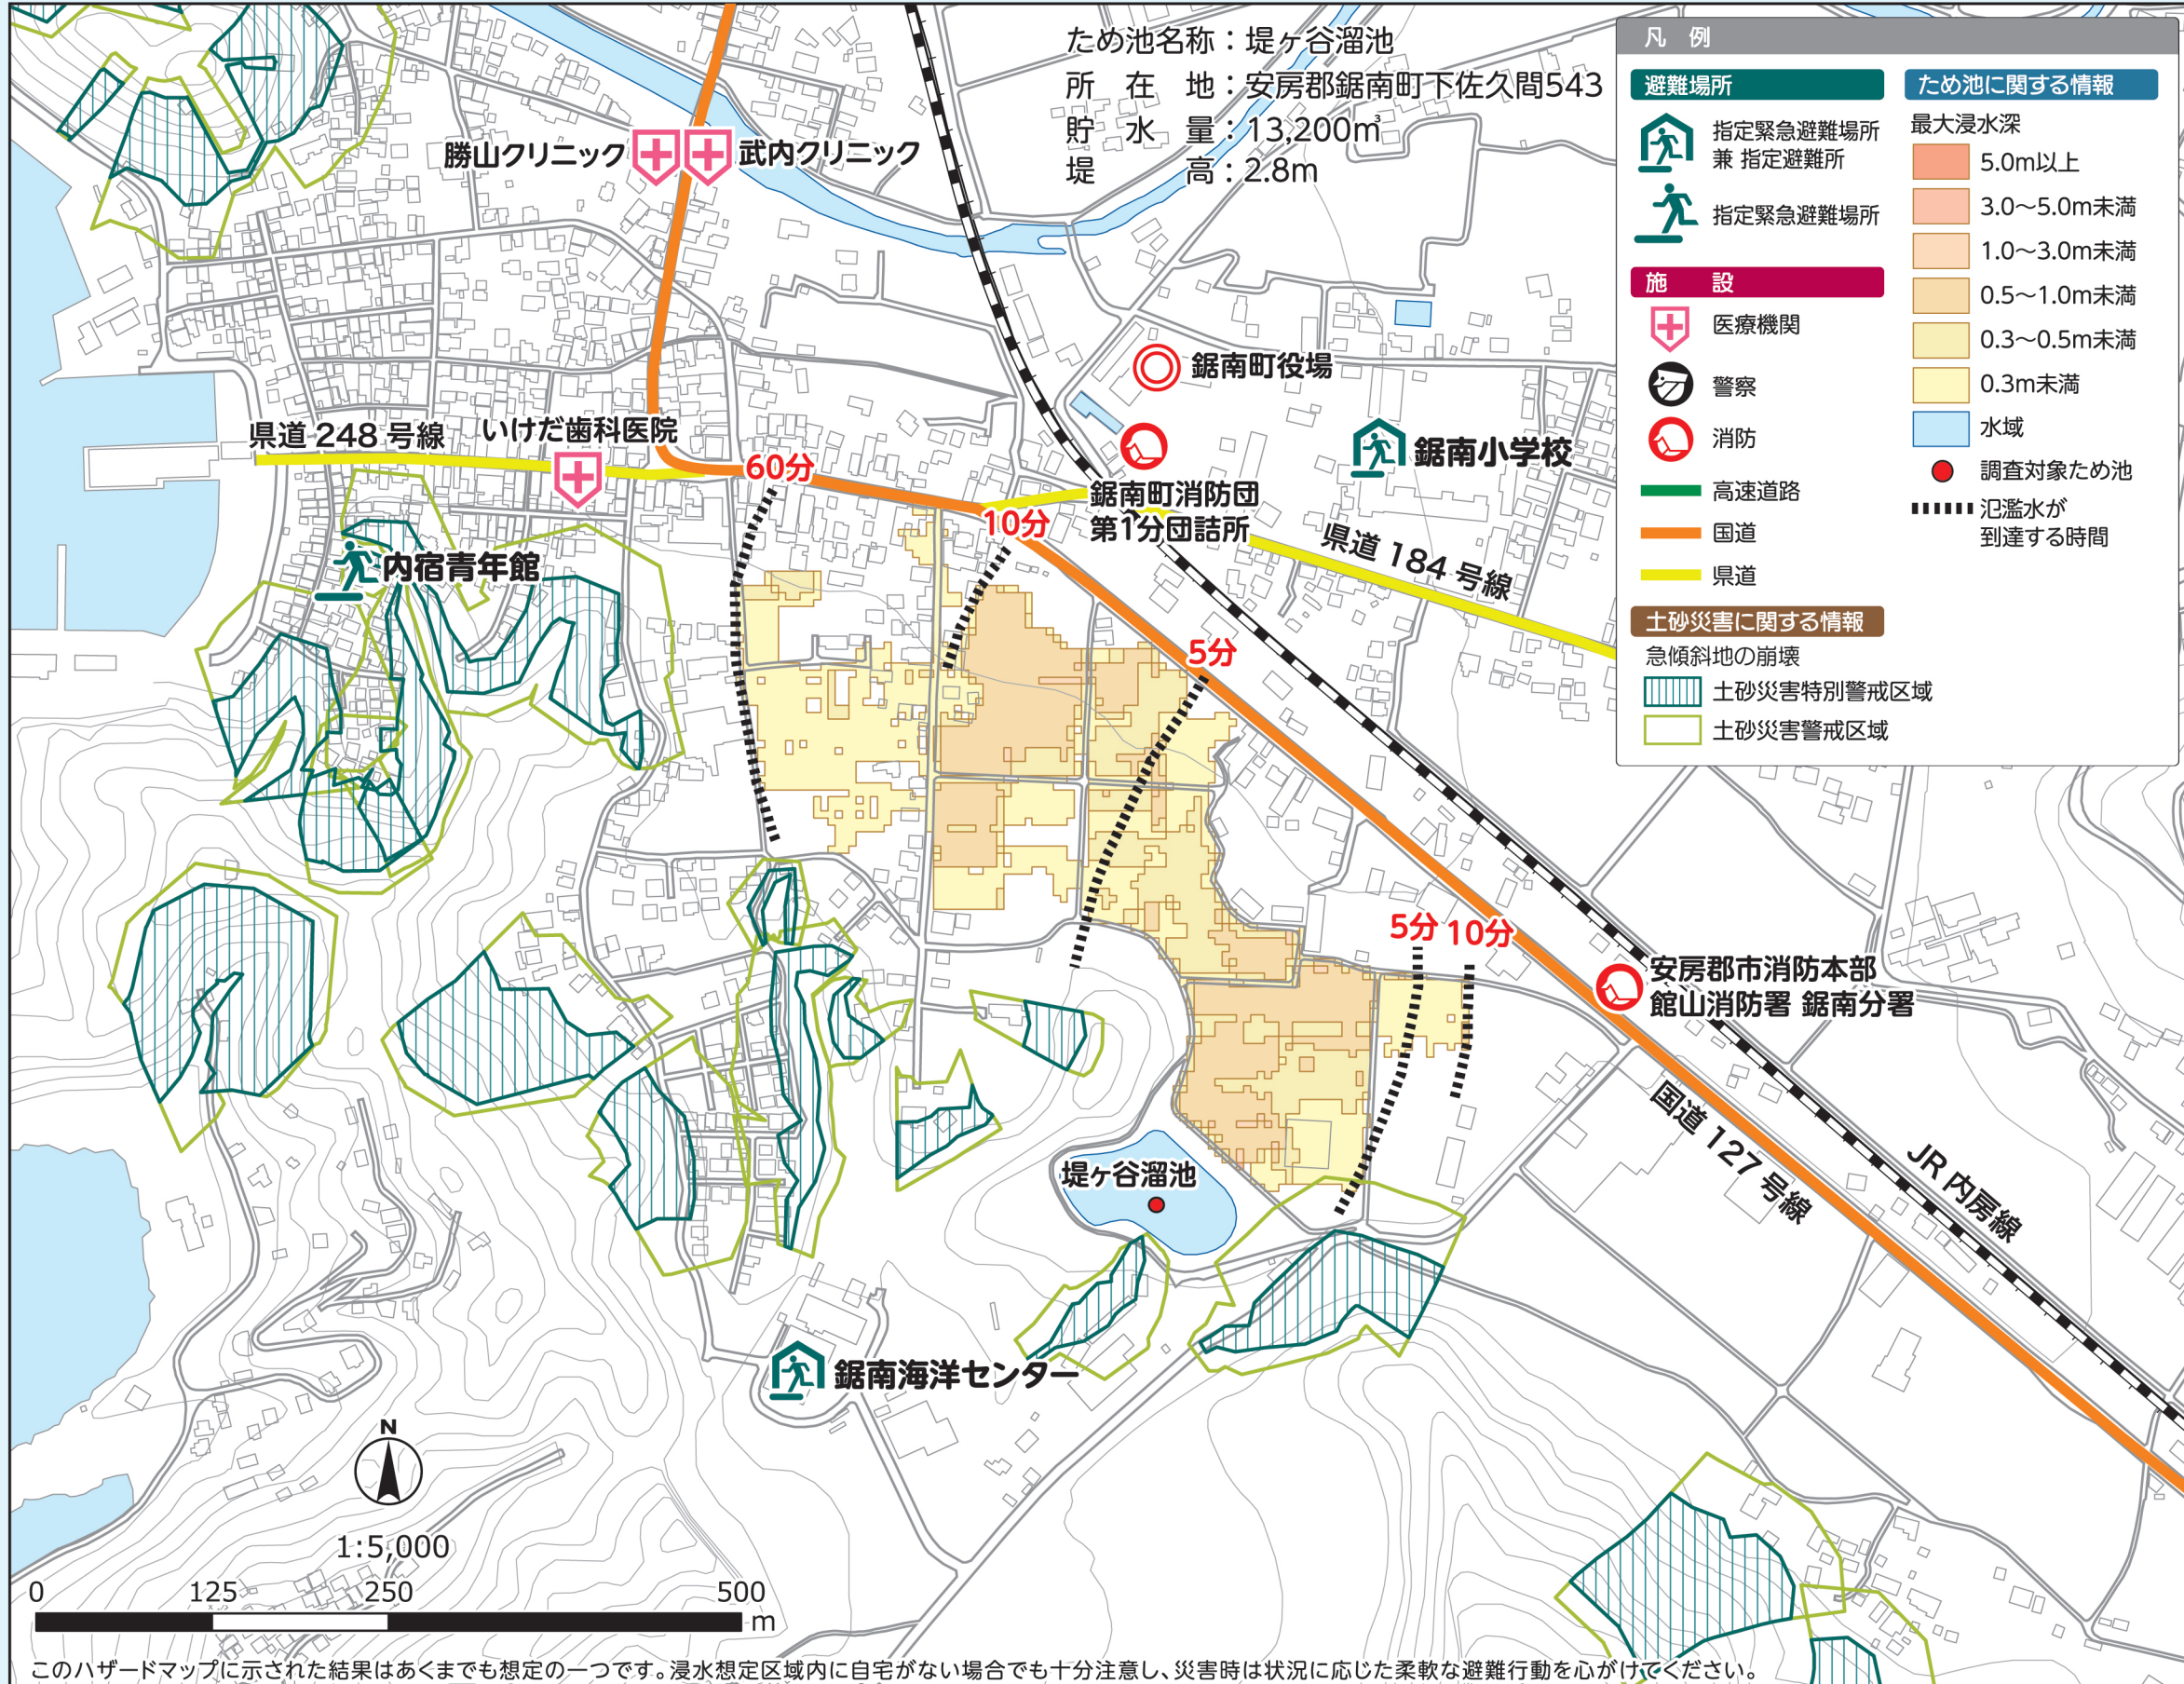 ため池名称：堤ヶ谷溜池
所在地：安房郡鋸南町下佐久間543
貯水量：13,200㎥
堤高：2.8m
凡例
避難場所
指定緊急避難場所
兼 指定避難所
指定緊急避難場所
施設
医療機関
警察
消防
高速道路
国道
県道
土砂災害に関する情報
急傾斜地の崩壊
土砂災害特別警戒区域
土砂災害警戒区域
ため池に関する情報
最大浸水深
5.0m以上
3.0～5.0m未満
1.0～3.0m未満
0.5～1.0m未満
0.3～0.5m未満
0.3m未満
水域
調査対象ため池
氾濫水が
到達する時間
勝山クリニック
武内クリニック
鋸南町役場
県道 248 号線
いけだ歯科医院
鋸南小学校
60分
鋸南町消防団
第1分団詰所
10分
県道 184 号線
内宿青年館
5分
5分
10分
安房郡市消防本部
館山消防署 鋸南分署
国道 127 号線
JR 内房線
堤ヶ谷溜池
鋸南海洋センター
N
1:5,000
0 125 250 500
m
このハザードマップに示された結果はあくまでも想定の一つです。浸水想定区域内に自宅がない場合でも十分注意し、災害時は状況に応じた柔軟な避難行動を心がけてください。